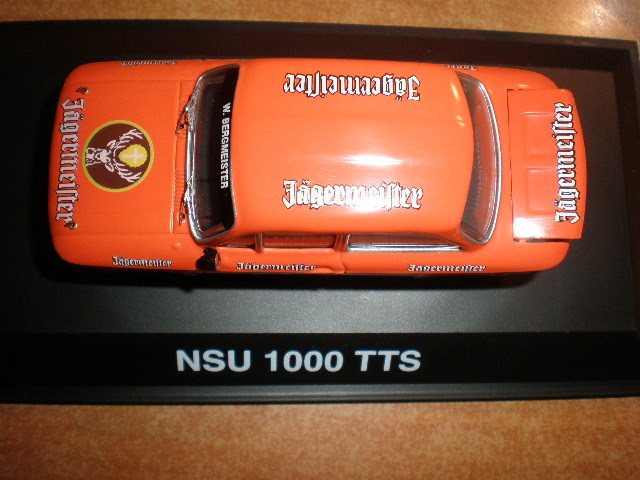 Jägermeister
Jägermeister
Jägermeister
W. BERGMEISTER
Jägermeister
Jägermeister
Jägermeister
Jägermeister
NSU 1000 TTS